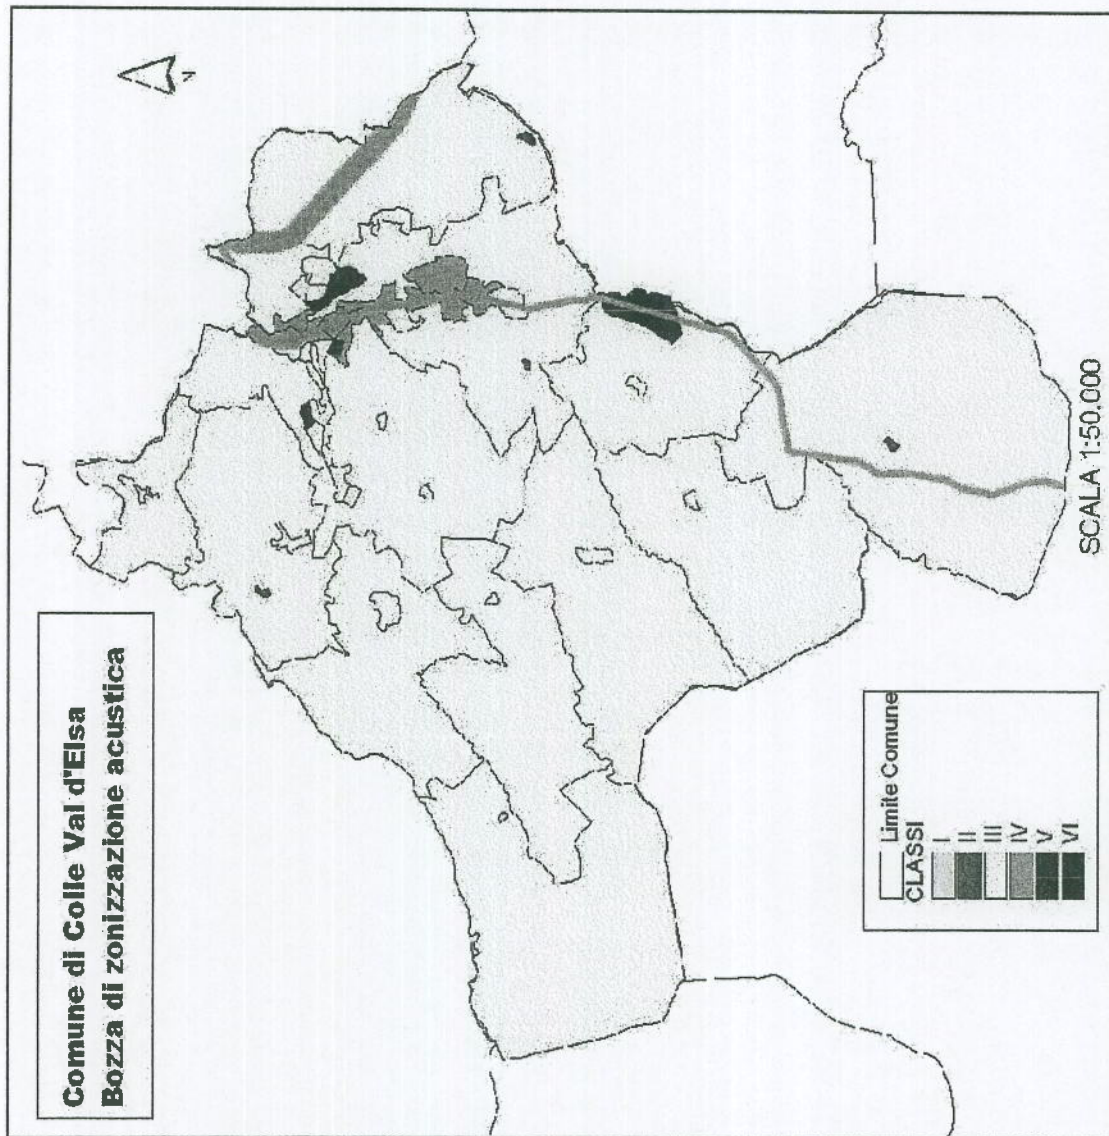 Comune di Colle Val d'Elsa
Bozza di zonizzazione acustica
N
Limite Comune
CLASSI
I
II
III
IV
V
VI
SCALA 1:50.000